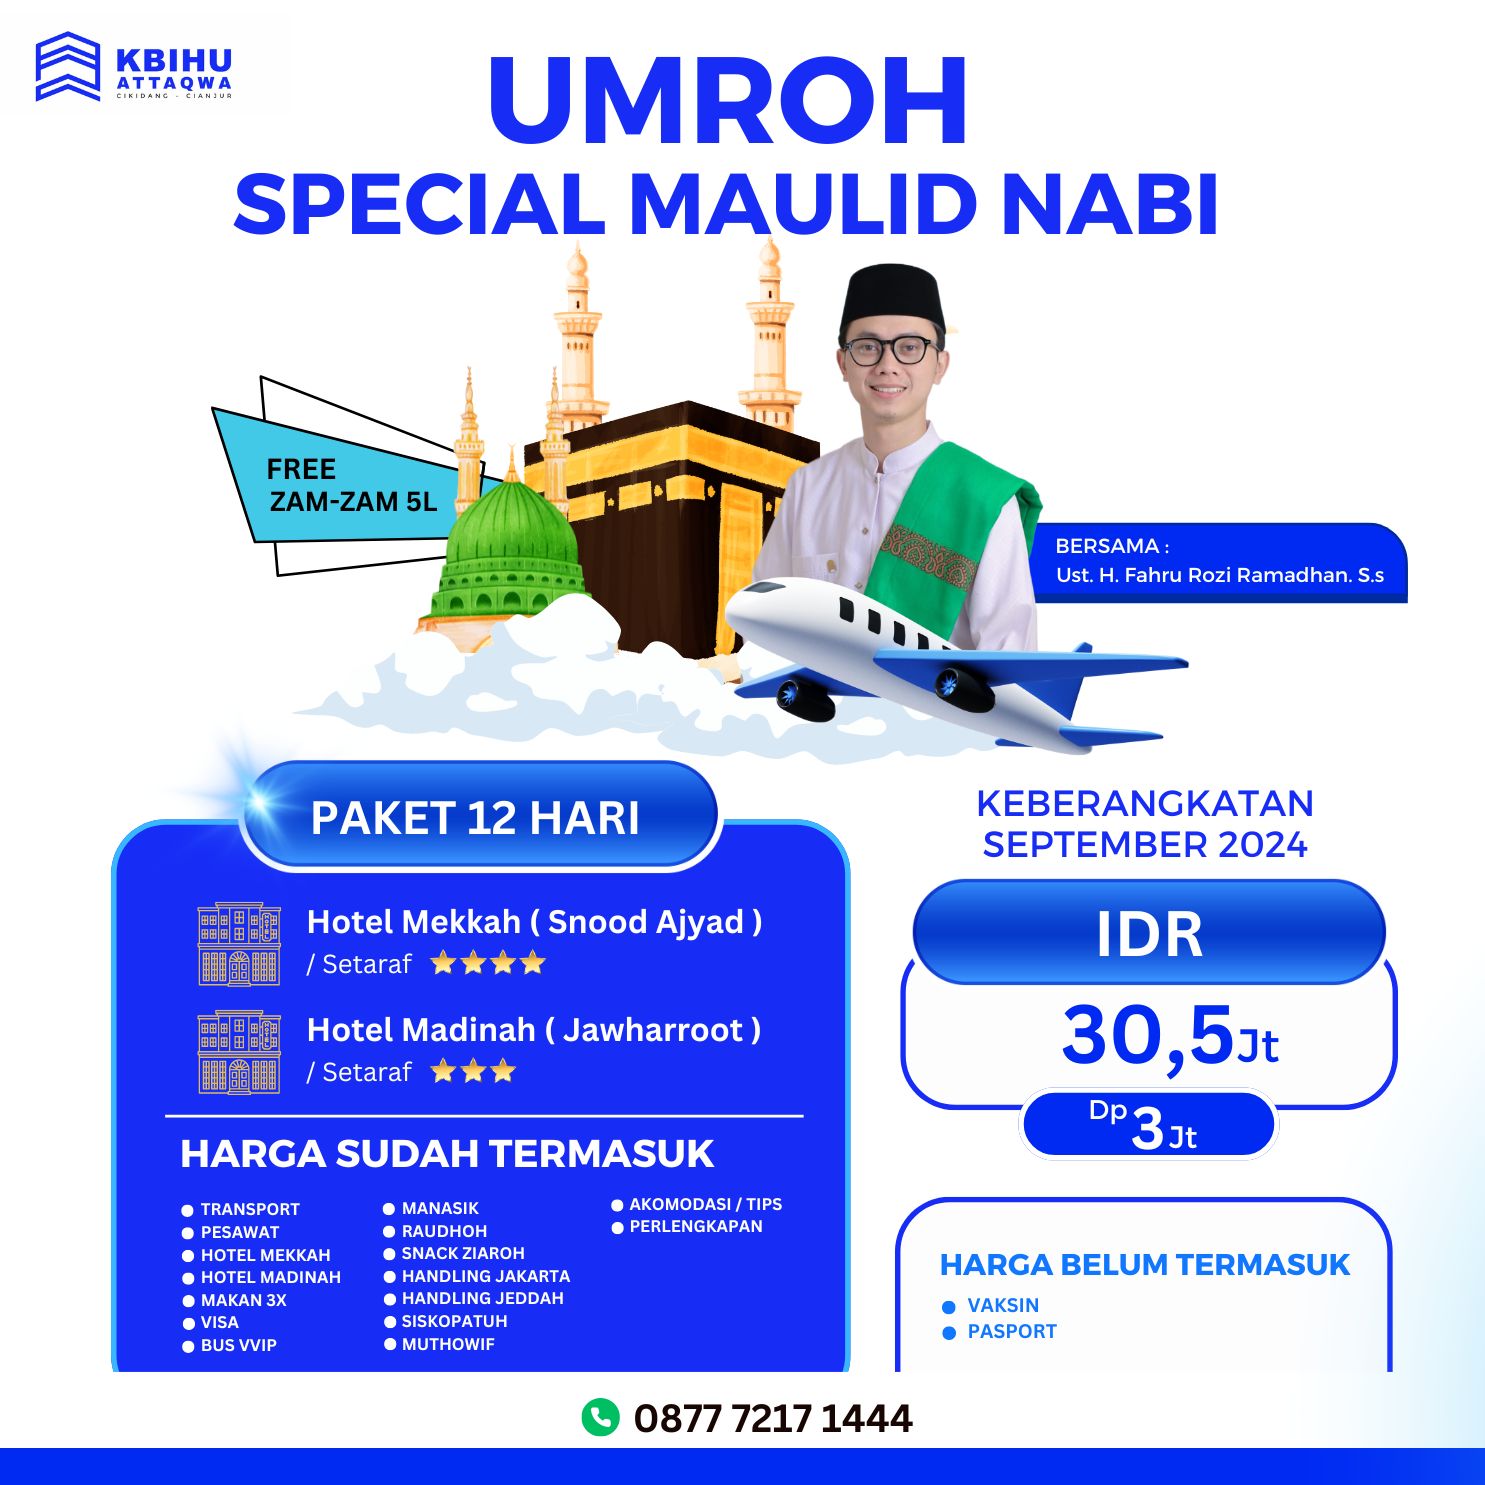 KBIHU
ATTAQWA
CIKIDANG - CIANJUR
UMROH
SPECIAL MAULID NABI
FREE
ZAM-ZAM 5L
BERSAMA :
Ust. H. Fahru Rozi Ramadhan. S.s
PAKET 12 HARI
Hotel Mekkah ( Snood Ajyad )
/ Setaraf
Hotel Madinah ( Jawharroot )
/ Setaraf
HARGA SUDAH TERMASUK
TRANSPORT
PESAWAT
HOTEL MEKKAH
HOTEL MADINAH
MAKAN 3X
VISA
BUS VVIP
MANASIK
RAUDHOH
SNACK ZIAROH
HANDLING JAKARTA
HANDLING JEDDAH
SISKOPATUH
MUTHOWIF
AKOMODASI / TIPS
PERLENGKAPAN
KEBERANGKATAN
SEPTEMBER 2024
IDR
30,5Jt
Dp 3Jt
HARGA BELUM TERMASUK
VAKSIN
PASPORT
0877 7217 1444